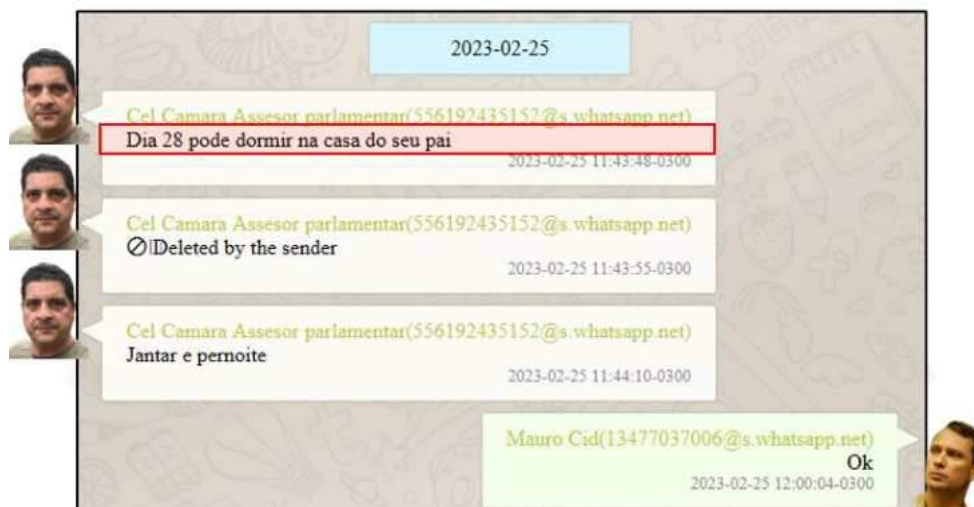 2023-02-25
Cel Camara Assesor parlamentar(556192435152@s.whatsapp.net)
Dia 28 pode dormir na casa do seu pai
2023-02-25 11:43:48-0300
Cel Camara Assesor parlamentar(556192435152@s.whatsapp.net)
Deleted by the sender
2023-02-25 11:43:55-0300
Cel Camara Assesor parlamentar(556192435152@s.whatsapp.net)
Jantar e pernoite
2023-02-25 11:44:10-0300
Mauro Cid(13477037006@s.whatsapp.net)
Ok
2023-02-25 12:00:04-0300